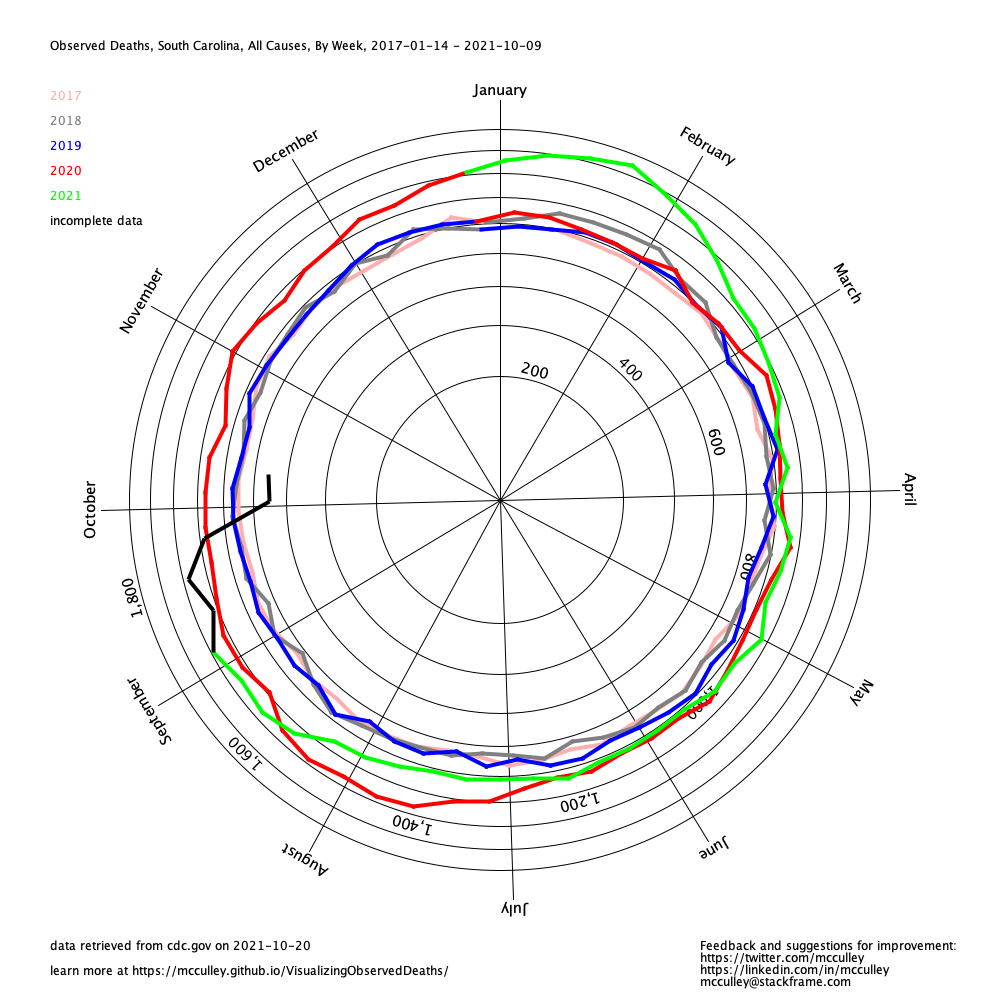 Observed Deaths, South Carolina, All Causes, By Week, 2017-01-14 - 2021-10-09
2017
2018
2019
2020
2021
incomplete data
January
February
March
April
May
June
July
August
September
October
November
December
200
400
600
800
1,000
1,200
1,400
1,600
1,800
data retrieved from cdc.gov on 2021-10-20
learn more at https://mcculley.github.io/VisualizingObservedDeaths/
Feedback and suggestions for improvement:
https://twitter.com/mcculley
https://linkedin.com/in/mcculley
mcculley@stackframe.com